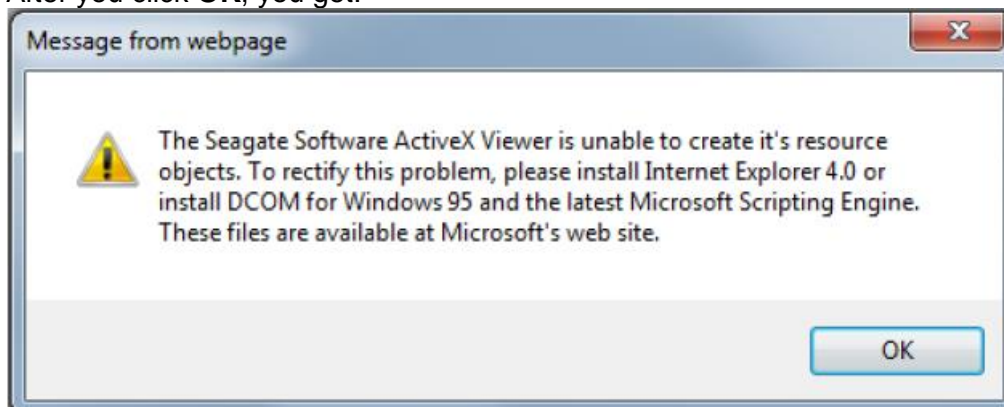 After you click OK, you get:
Message from webpage
The Seagate Software ActiveX Viewer is unable to create it's resource
objects. To rectify this problem, please install Internet Explorer 4.0 or
install DCOM for Windows 95 and the latest Microsoft Scripting Engine.
These files are available at Microsoft's web site.
OK